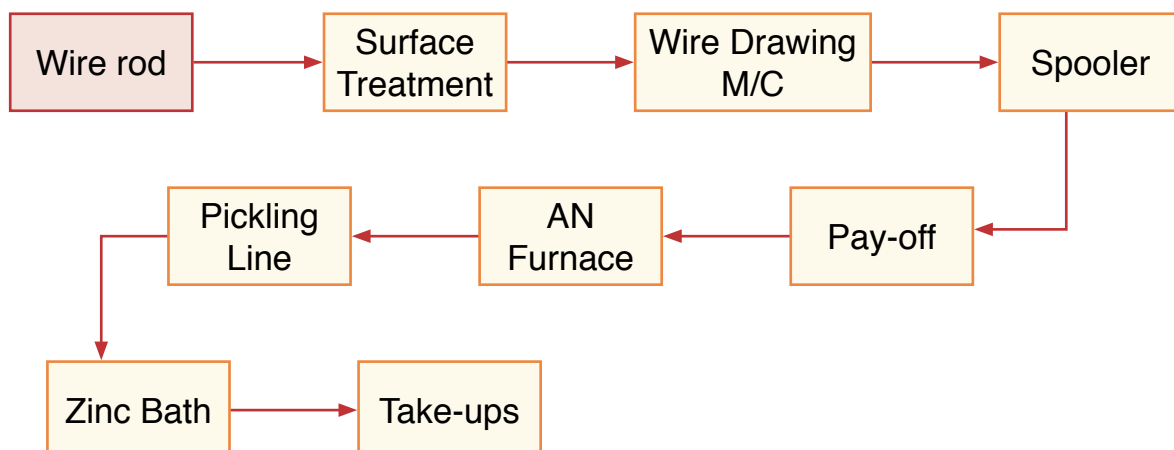 Wire rod
Surface
Treatment
Wire Drawing
M/C
Spooler
Pay-off
AN
Furnace
Pickling
Line
Zinc Bath
Take-ups